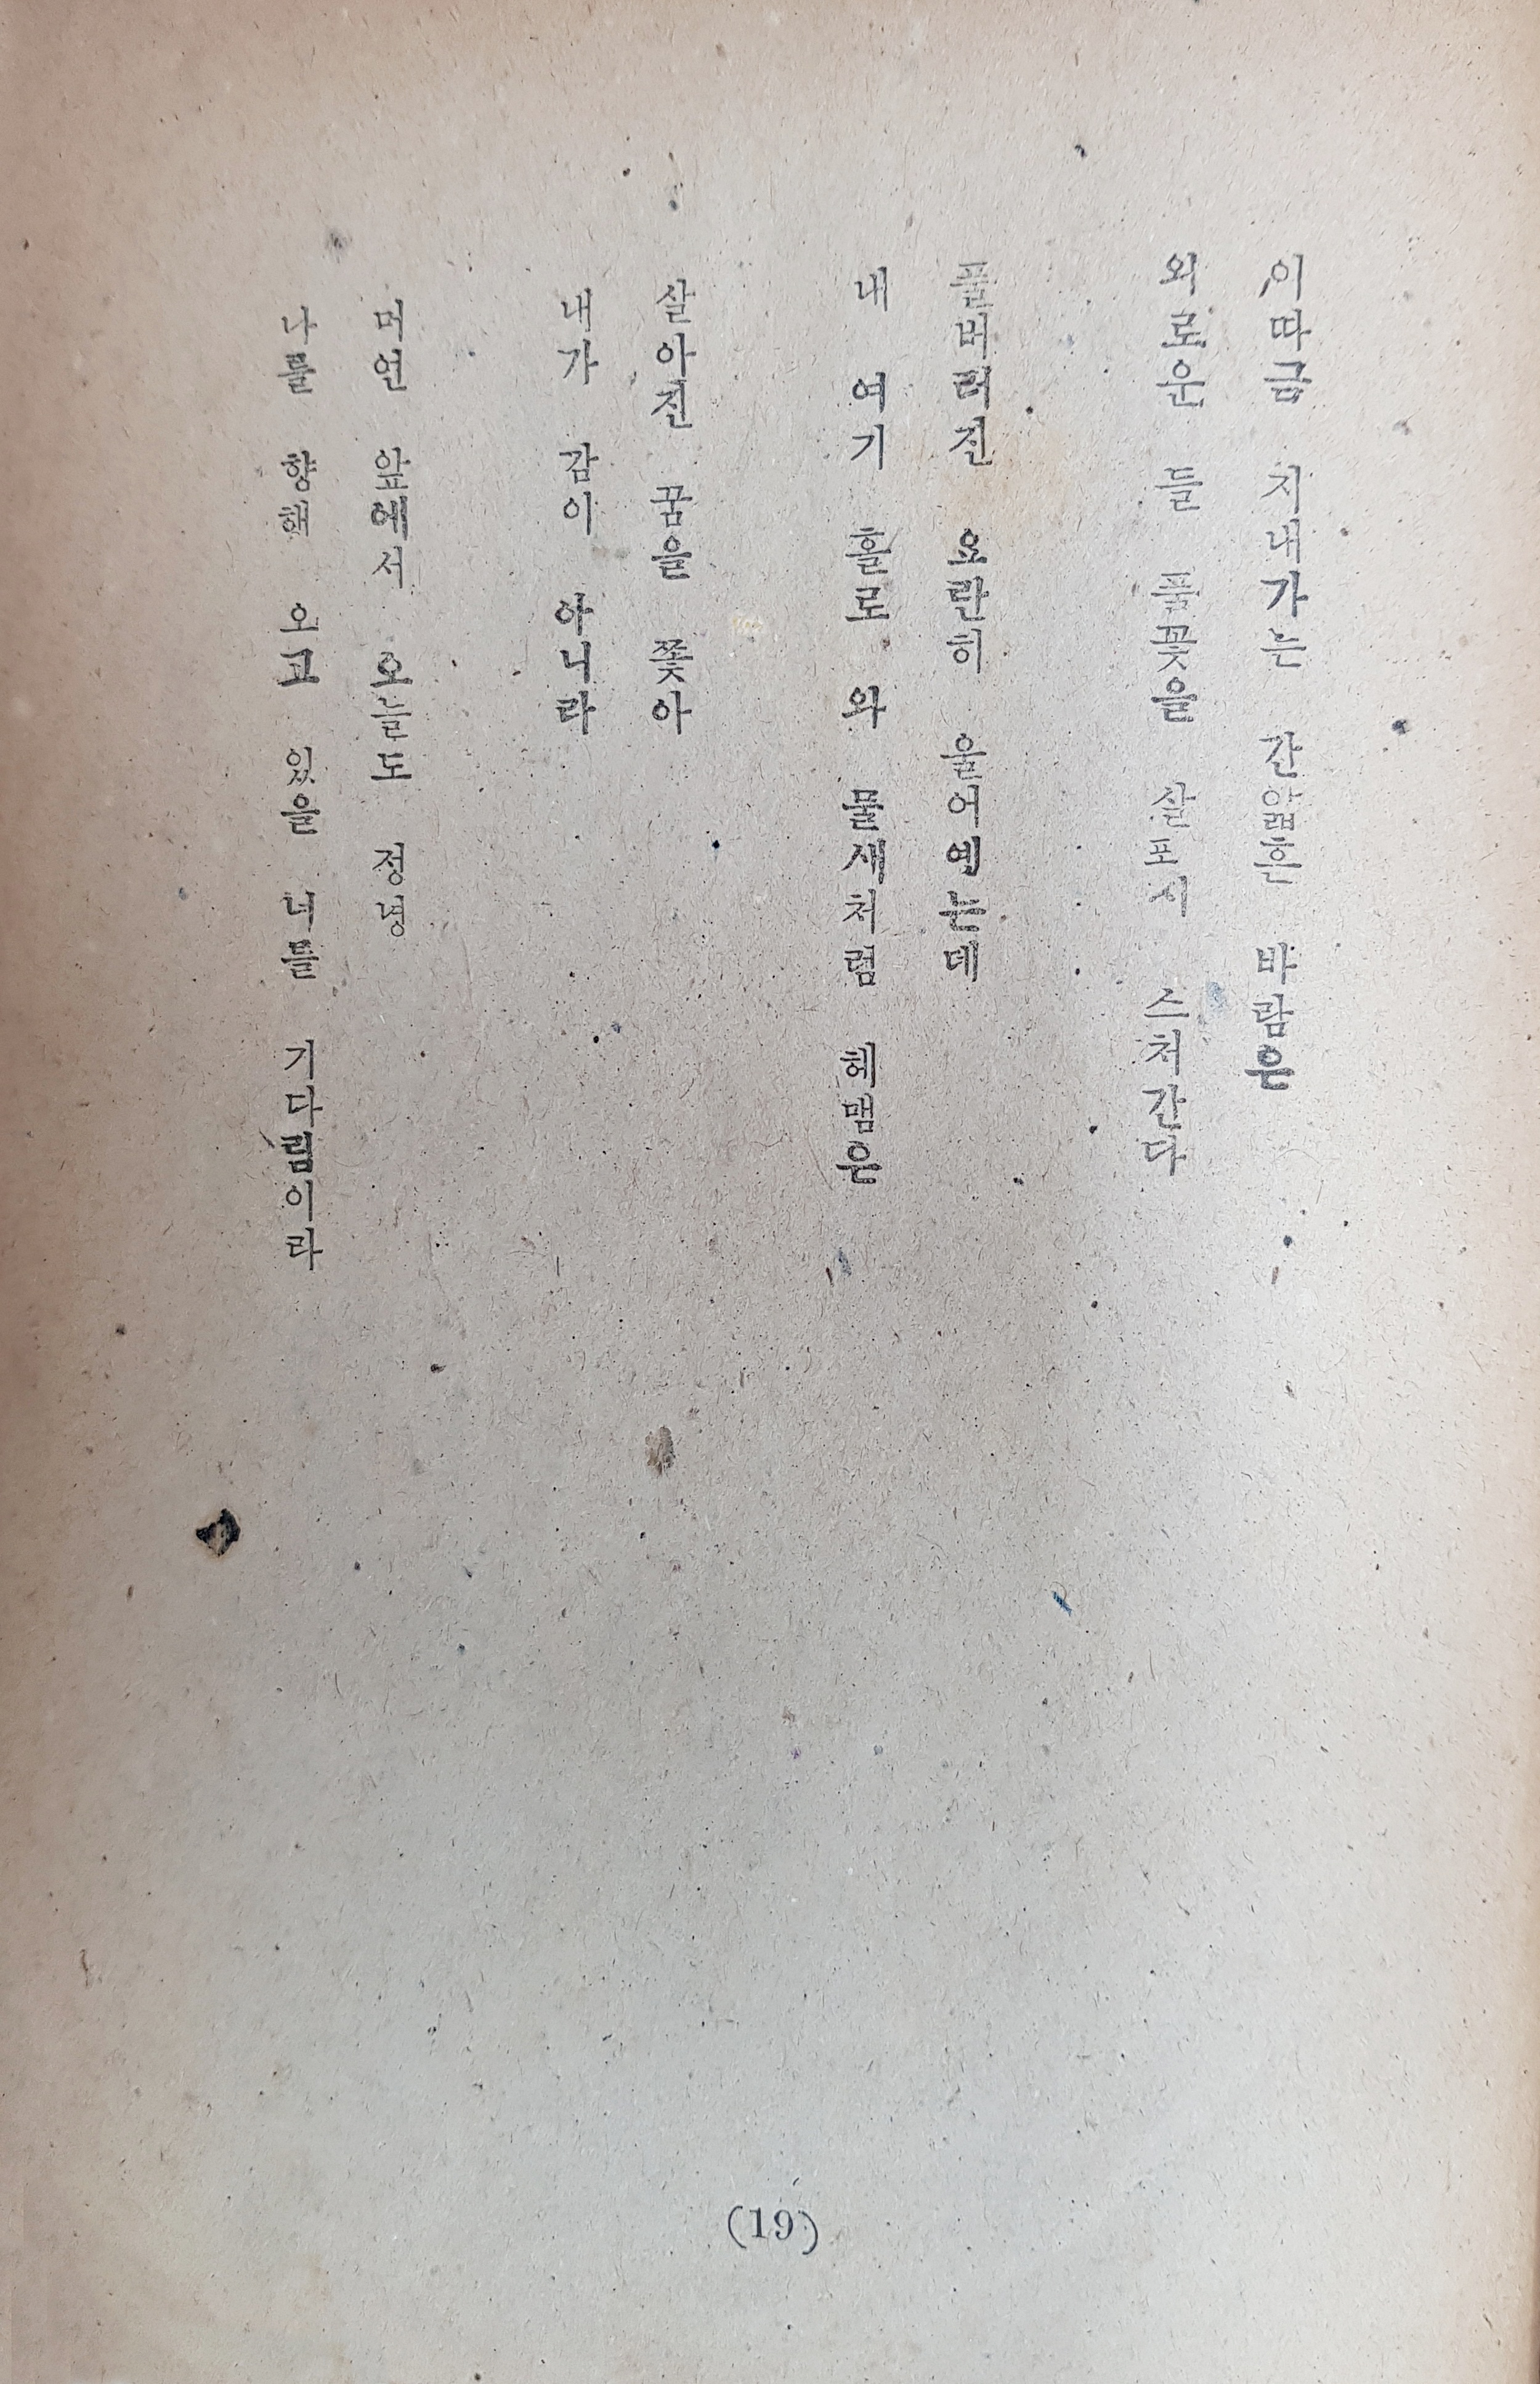 이따금 지내가는 간앏흔 바람은
외로운 들 풀꽃을 살포시 스처간다
풀버러진 요란히 울어예는데
내 여기 홀로 와 물새처럼 헤맴은
살아진 꿈을 쫓아
내가 감이 아니라
머언 앞에서 오늘도 정녕
나를 향해 오고 있을 너를 기다림이라
(19)